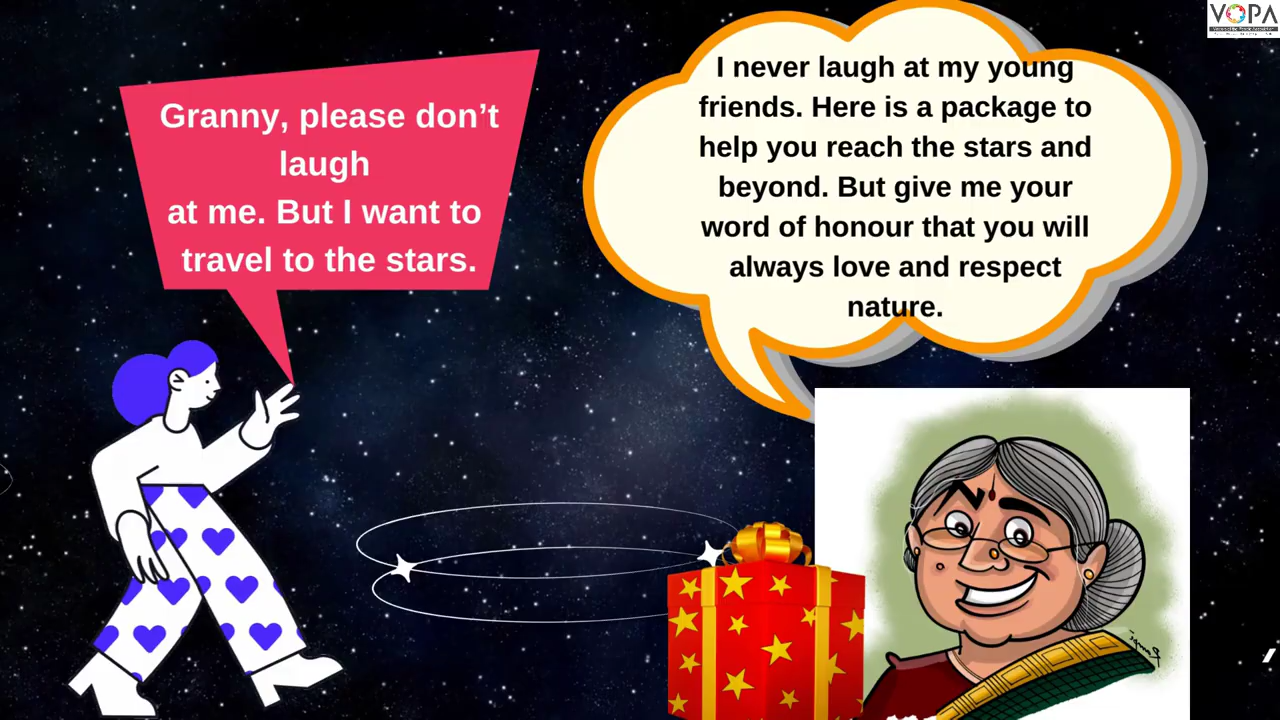 VOPA
Granny, please don’t
laugh
at me. But I want to
travel to the stars.
I never laugh at my young
friends. Here is a package to
help you reach the stars and
beyond. But give me your
word of honour that you will
always love and respect
nature.